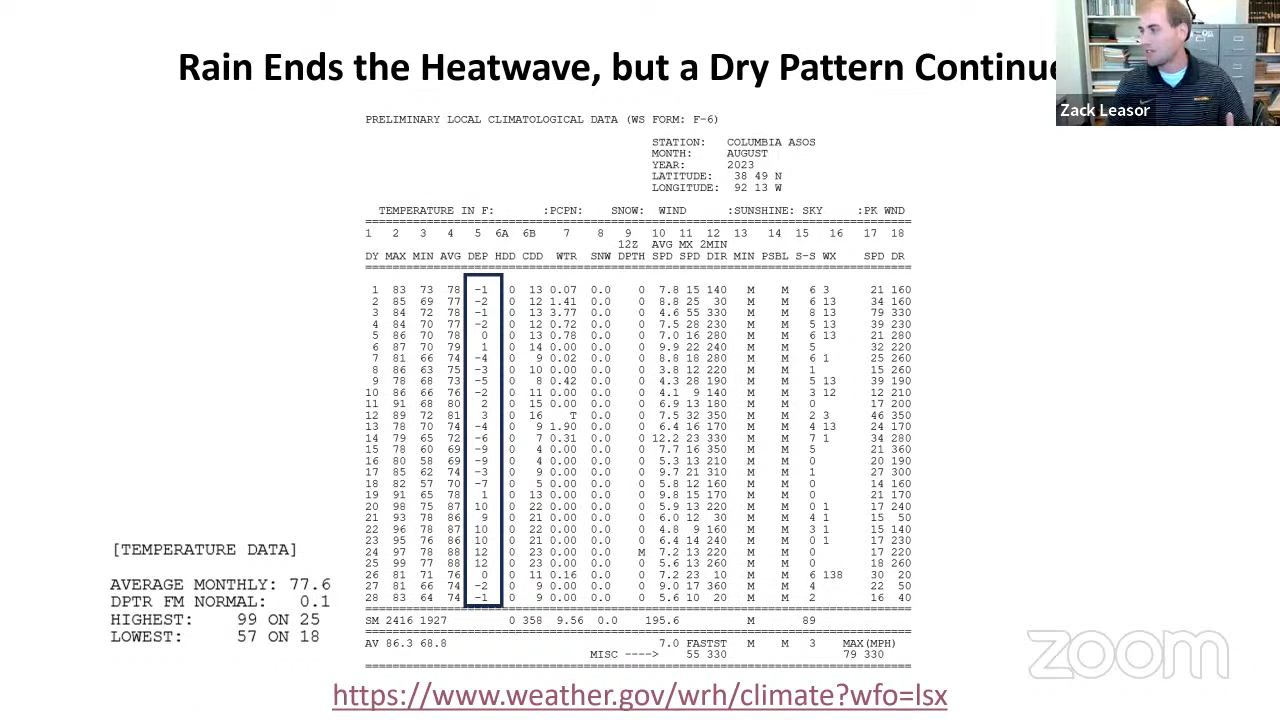 Rain Ends the Heatwave, but a Dry Pattern Continue
Zack Leasor
PRELIMINARY LOCAL CLIMATOLOGICAL DATA (WS FORM: F-6)
STATION: COLUMBIA ASOS
MONTH: AUGUST
YEAR: 2023
LATITUDE: 38 49 N
LONGITUDE: 92 13 W
TEMPERATURE IN F: :PCPN: SNOW: WIND :SUNSHINE: SKY :PK WND
1 2 3 4 5 6A 6B 7 8 9 10 11 12 13 14 15 16 17 18
12Z AVG MX 2MIN
DY MAX MIN AVG DEP HDD CDD WTR SNW DPTH SPD SPD DIR MIN PSBL S-S WX SPD DR
1 83 73 78 -1 0 13 0.07 0.0 0 7.8 15 140 M M 6 3 21 160
2 85 69 77 -2 0 12 1.41 0.0 0 8.8 25 30 M M 6 13 34 160
3 84 72 78 -1 0 13 3.77 0.0 0 4.6 55 330 M M 8 13 79 330
4 84 70 77 -2 0 12 0.72 0.0 0 7.5 28 230 M M 5 13 39 230
5 86 70 78 0 0 13 0.78 0.0 0 7.0 16 280 M M 6 13 21 280
6 87 70 79 1 0 14 0.00 0.0 0 9.9 22 240 M M 5 32 220
7 81 66 74 -4 0 9 0.02 0.0 0 8.8 18 280 M M 6 1 25 260
8 86 63 75 -3 0 10 0.00 0.0 0 3.8 12 220 M M 1 15 260
9 78 68 73 -5 0 8 0.42 0.0 0 4.3 28 190 M M 5 13 39 190
10 86 66 76 -2 0 11 0.00 0.0 0 4.1 9 140 M M 3 12 12 210
11 91 68 80 2 0 15 0.00 0.0 0 6.9 13 180 M M 0 17 200
12 89 72 81 3 0 16 T 0.0 0 7.5 32 350 M M 2 3 46 350
13 78 70 74 -4 0 9 1.90 0.0 0 6.4 16 170 M M 4 13 24 170
14 79 65 72 -6 0 7 0.31 0.0 0 12.2 23 330 M M 7 1 34 280
15 78 60 69 -9 0 4 0.00 0.0 0 7.7 16 350 M M 5 21 360
16 80 58 69 -9 0 4 0.00 0.0 0 5.3 13 210 M M 0 20 190
17 85 62 74 -3 0 9 0.00 0.0 0 9.7 21 310 M M 1 27 300
18 82 57 70 -7 0 5 0.00 0.0 0 5.8 12 160 M M 0 14 160
19 91 65 78 1 0 13 0.00 0.0 0 9.8 15 170 M M 0 21 170
20 98 75 87 10 0 22 0.00 0.0 0 5.9 13 220 M M 0 1 17 240
21 93 78 86 9 0 21 0.00 0.0 0 6.0 12 30 M M 4 1 15 50
22 96 78 87 10 0 22 0.00 0.0 0 4.8 9 160 M M 3 1 15 140
23 95 76 86 10 0 21 0.00 0.0 0 6.4 14 240 M M 0 1 17 230
24 97 78 88 12 0 23 0.00 0.0 M 7.2 13 220 M M 0 17 220
25 99 77 88 12 0 23 0.00 0.0 0 5.6 13 260 M M 0 18 260
26 81 71 76 0 0 11 0.16 0.0 0 7.2 23 10 M M 6 138 30 20
27 81 66 74 -2 0 9 0.00 0.0 0 9.0 17 360 M M 4 22 50
28 83 64 74 -1 0 9 0.00 0.0 0 5.6 10 20 M M 2 16 40
SM 2416 1927 0 358 9.56 0.0 195.6 M 89
AV 86.3 68.8 7.0 FASTST M M 3 MAX(MPH)
MISC ----> 55 330 79 330
[TEMPERATURE DATA]
AVERAGE MONTHLY: 77.6
DPTR FM NORMAL: 0.1
HIGHEST: 99 ON 25
LOWEST: 57 ON 18
https://www.weather.gov/wrh/climate?wfo=lsx
zoom